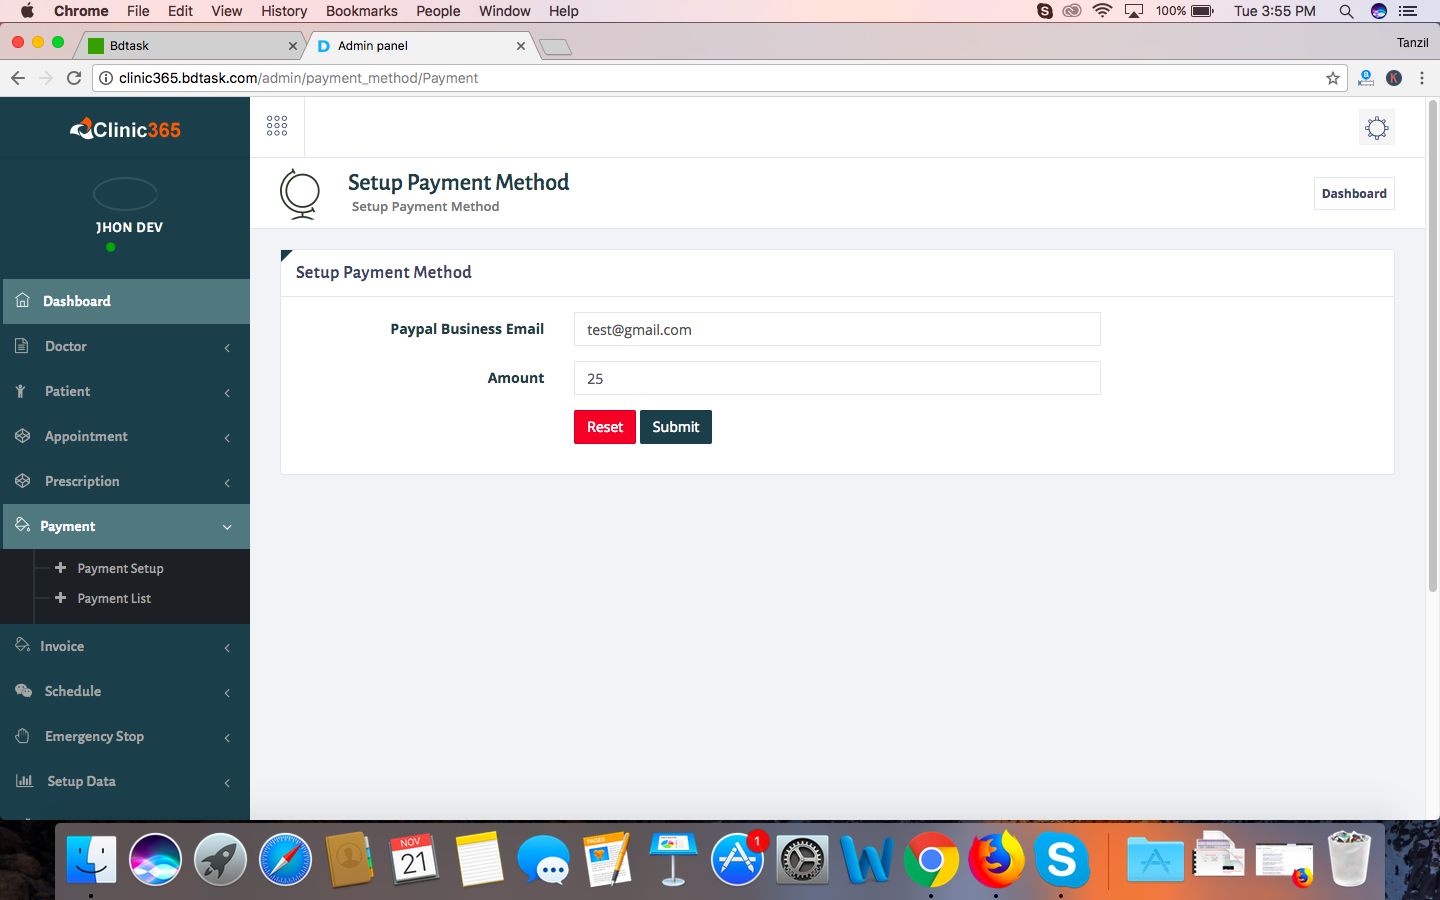 Chrome File Edit View History Bookmarks People Window Help 100% Tue 3:55 PM
Bdtask Admin panel Tanzil
clinic365.bdtask.com/admin/payment_method/Payment
Clinic365
JHON DEV
Dashboard
Doctor
Patient
Appointment
Prescription
Payment
Payment Setup
Payment List
Invoice
Schedule
Emergency Stop
Setup Data
Setup Payment Method
Setup Payment Method
Dashboard
Setup Payment Method
Paypal Business Email test@gmail.com
Amount 25
Reset Submit
NOV
21
PAGES
1